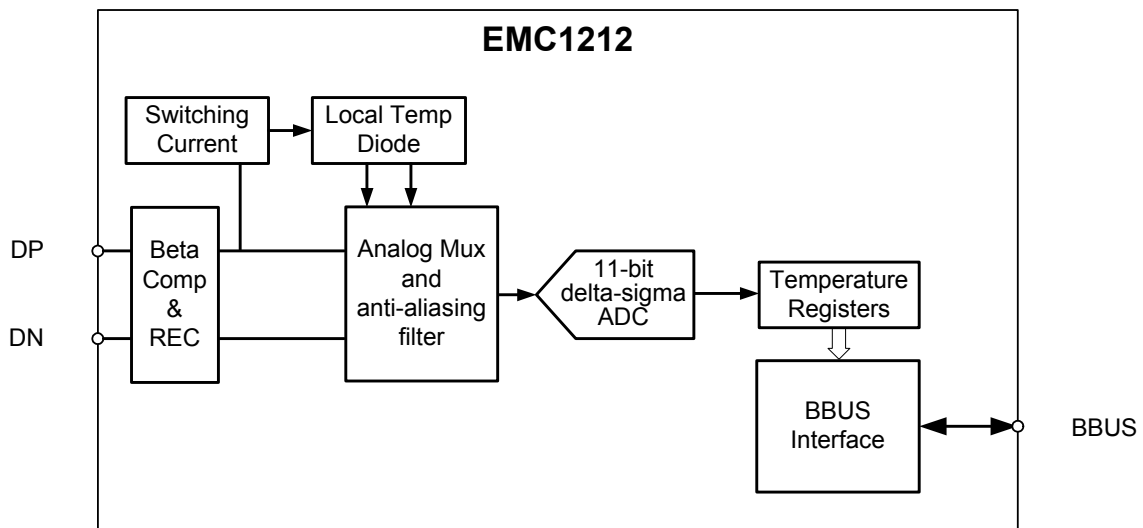 EMC1212
Switching
Current
Local Temp
Diode
DP
DN
Beta
Comp
&
REC
Analog Mux
and
anti-aliasing
filter
11-bit
delta-sigma
ADC
Temperature
Registers
BBUS
Interface
BBUS